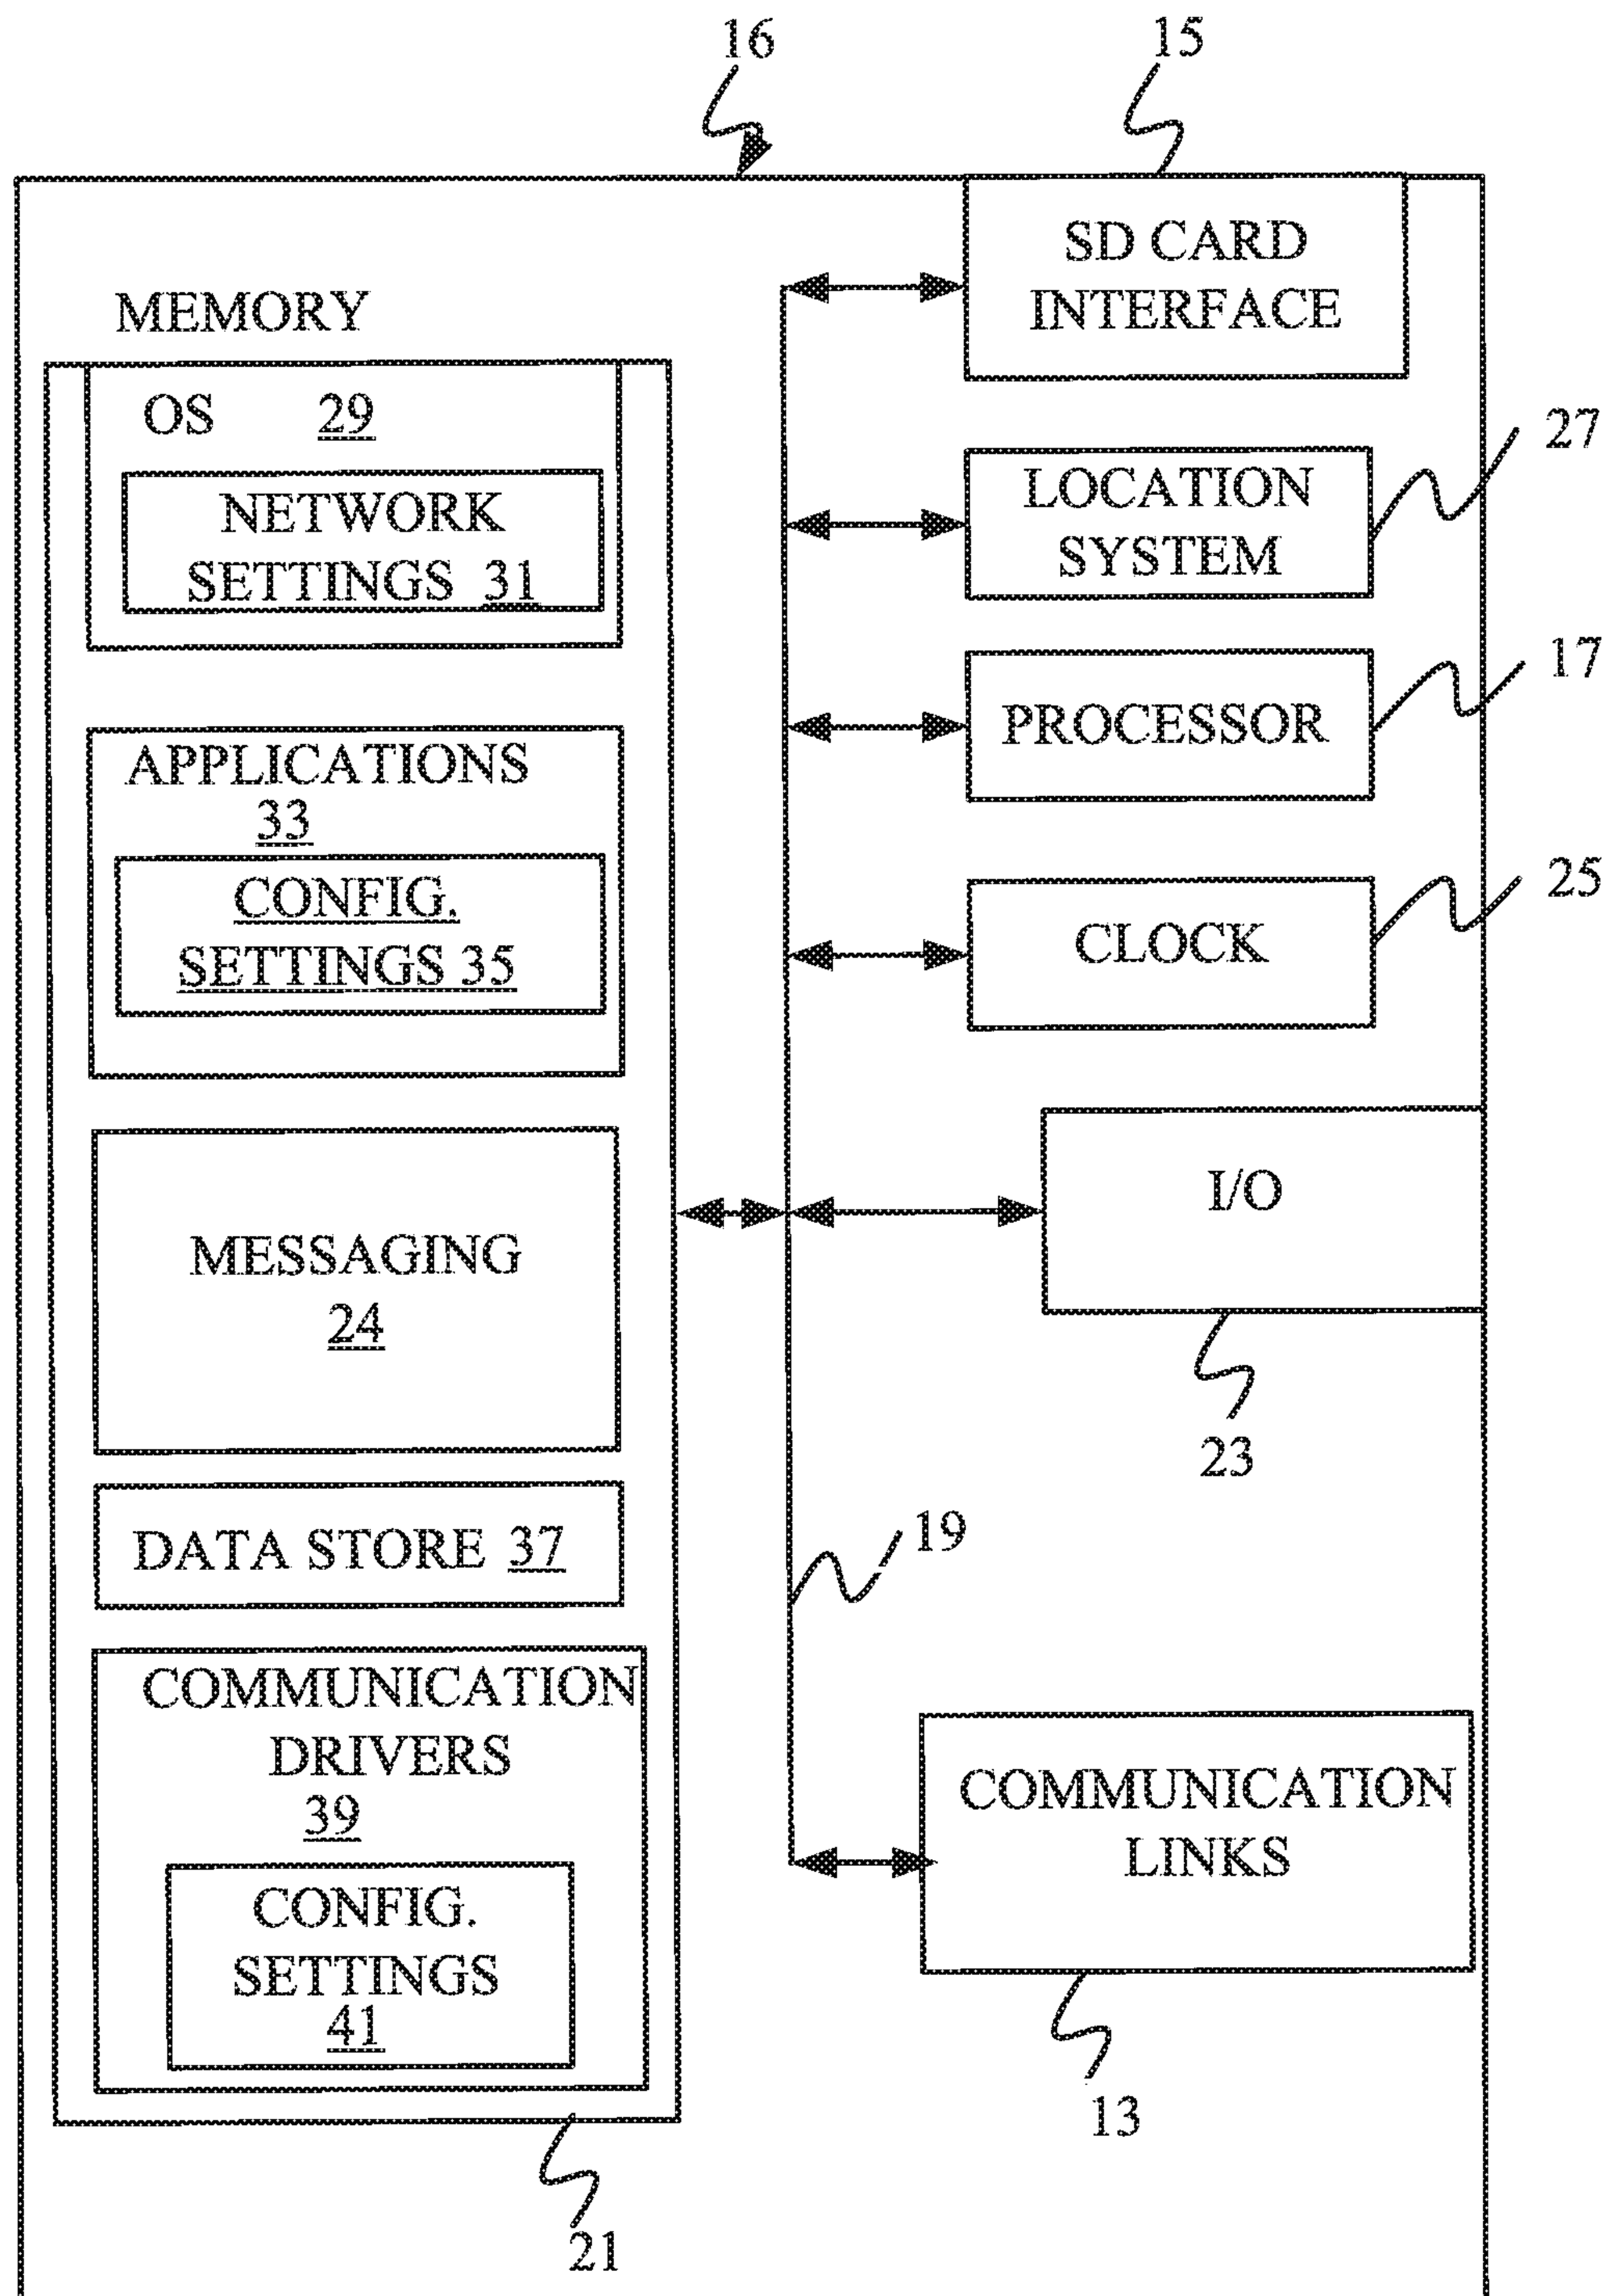 16
15
SD CARD
INTERFACE
MEMORY
OS 29
NETWORK
SETTINGS 31
27
LOCATION
SYSTEM
17
PROCESSOR
APPLICATIONS
33
CONFIG.
SETTINGS 35
25
CLOCK
I/O
23
MESSAGING
24
DATA STORE 37
19
COMMUNICATION
DRIVERS
39
CONFIG.
SETTINGS
41
COMMUNICATION
LINKS
13
21